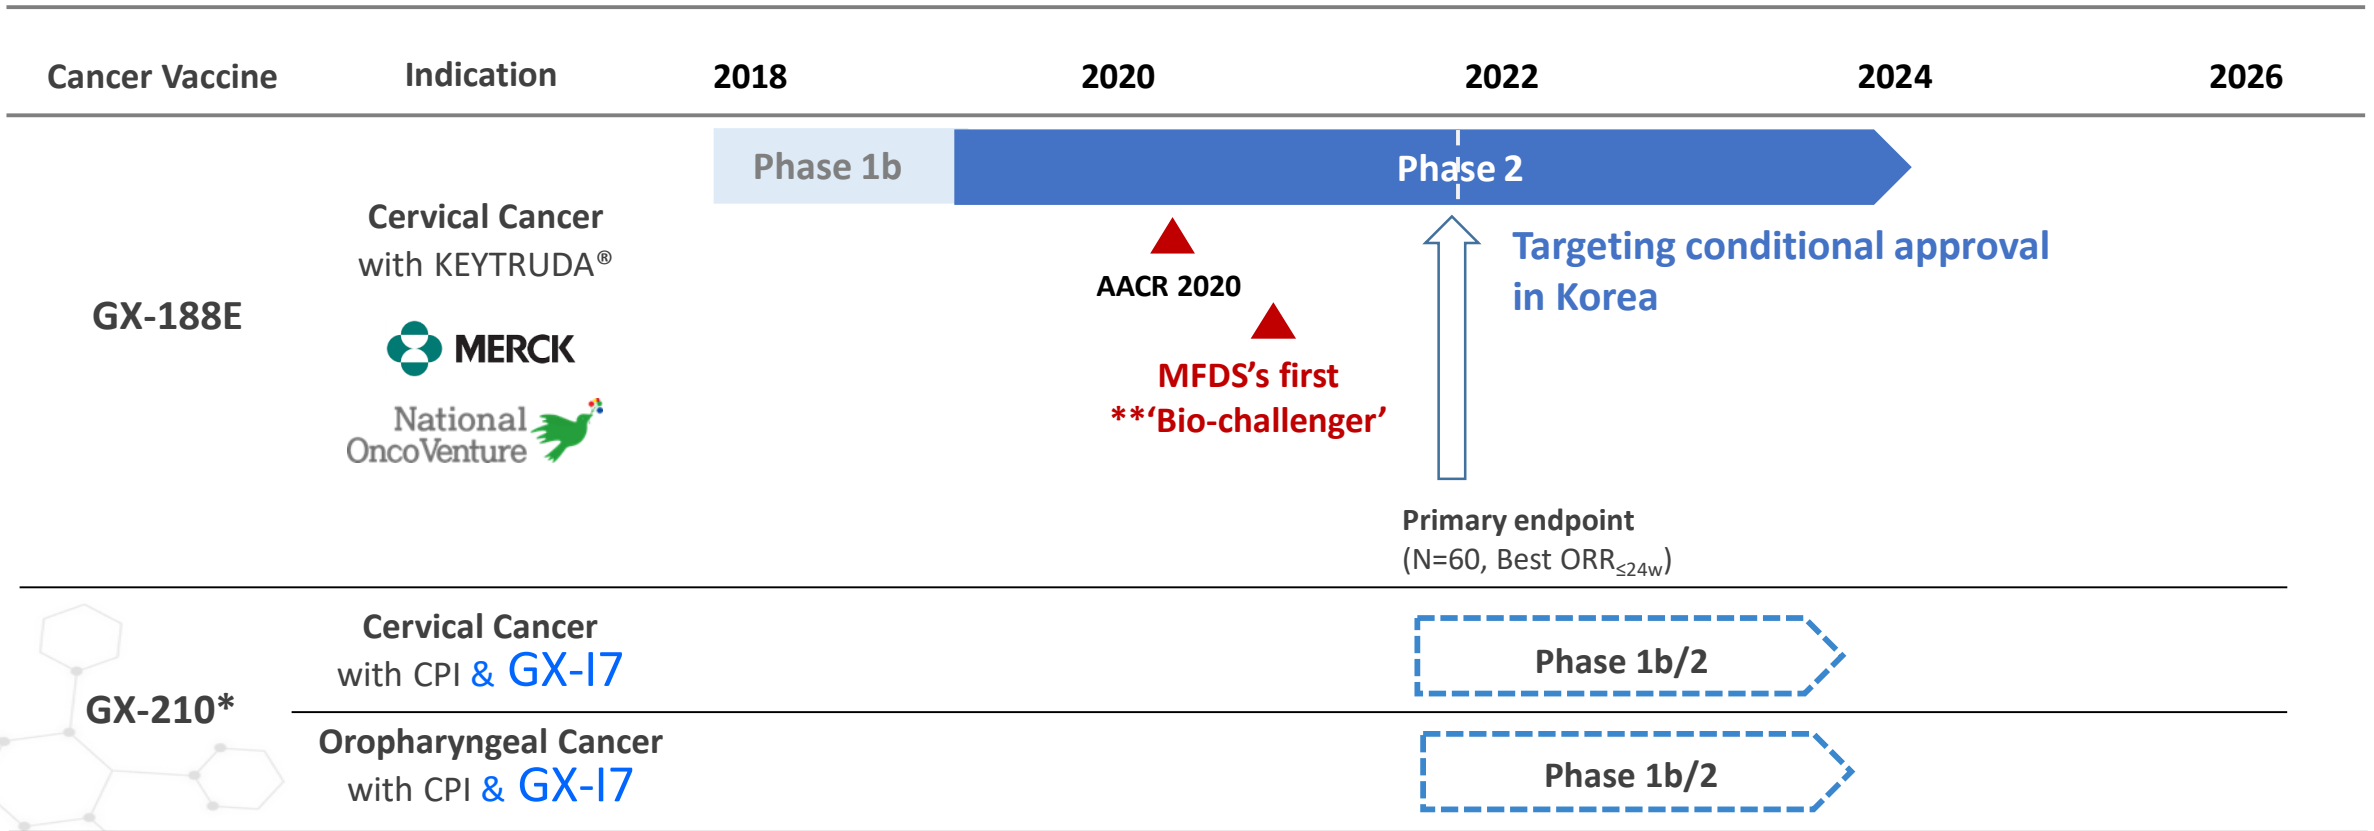 Cancer Vaccine Indication 2018 2020 2022 2024 2026
Phase 1b Phase 2
Cervical Cancer
with KEYTRUDA®
GX-188E
MERCK
National
OncoVenture
AACR 2020
MFDS’s first
**‘Bio-challenger’
Targeting conditional approval
in Korea
Primary endpoint
(N=60, Best ORR≤24w)
GX-210*
Cervical Cancer
with CPI & GX-I7
Phase 1b/2
Oropharyngeal Cancer
with CPI & GX-I7
Phase 1b/2